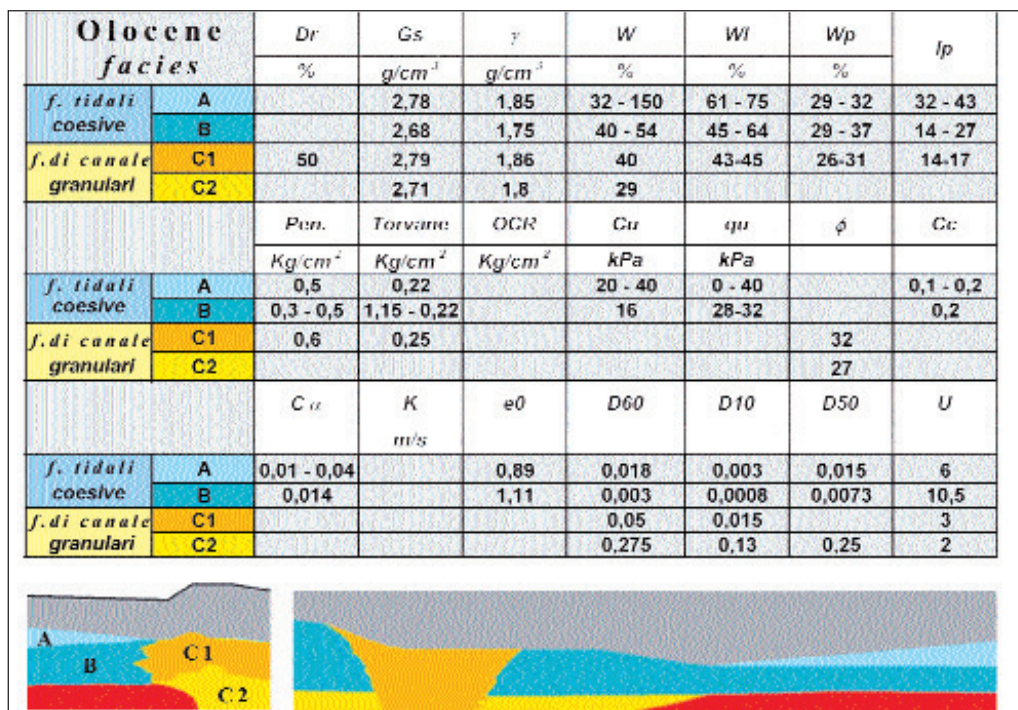 Olocene facies Dr Gs γ W Wl Wp Ip
% g/cm³ g/cm³ % % %
f. tidali coesive A 2,78 1,85 32 - 150 61 - 75 29 - 32 32 - 43
B 2,68 1,75 40 - 54 45 - 64 29 - 37 14 - 27
f.di canale granulari C1 50 2,79 1,86 40 43-45 26-31 14-17
C2 2,71 1,8 29
Pen. Torvane OCR Cu qu ϕ Cc
Kg/cm² Kg/cm² Kg/cm² kPa kPa
f. tidali coesive A 0,5 0,22 20 - 40 0 - 40 0,1 - 0,2
B 0,3 - 0,5 1,15 - 0,22 16 28-32 0,2
f.di canale granulari C1 0,6 0,25 32
C2 27
C α K e0 D60 D10 D50 U
m/s
f. tidali coesive A 0,01 - 0,04 0,89 0,018 0,003 0,015 6
B 0,014 1,11 0,003 0,0008 0,0073 10,5
f.di canale granulari C1 0,05 0,015 3
C2 0,275 0,13 0,25 2
A
B
C 1
C 2